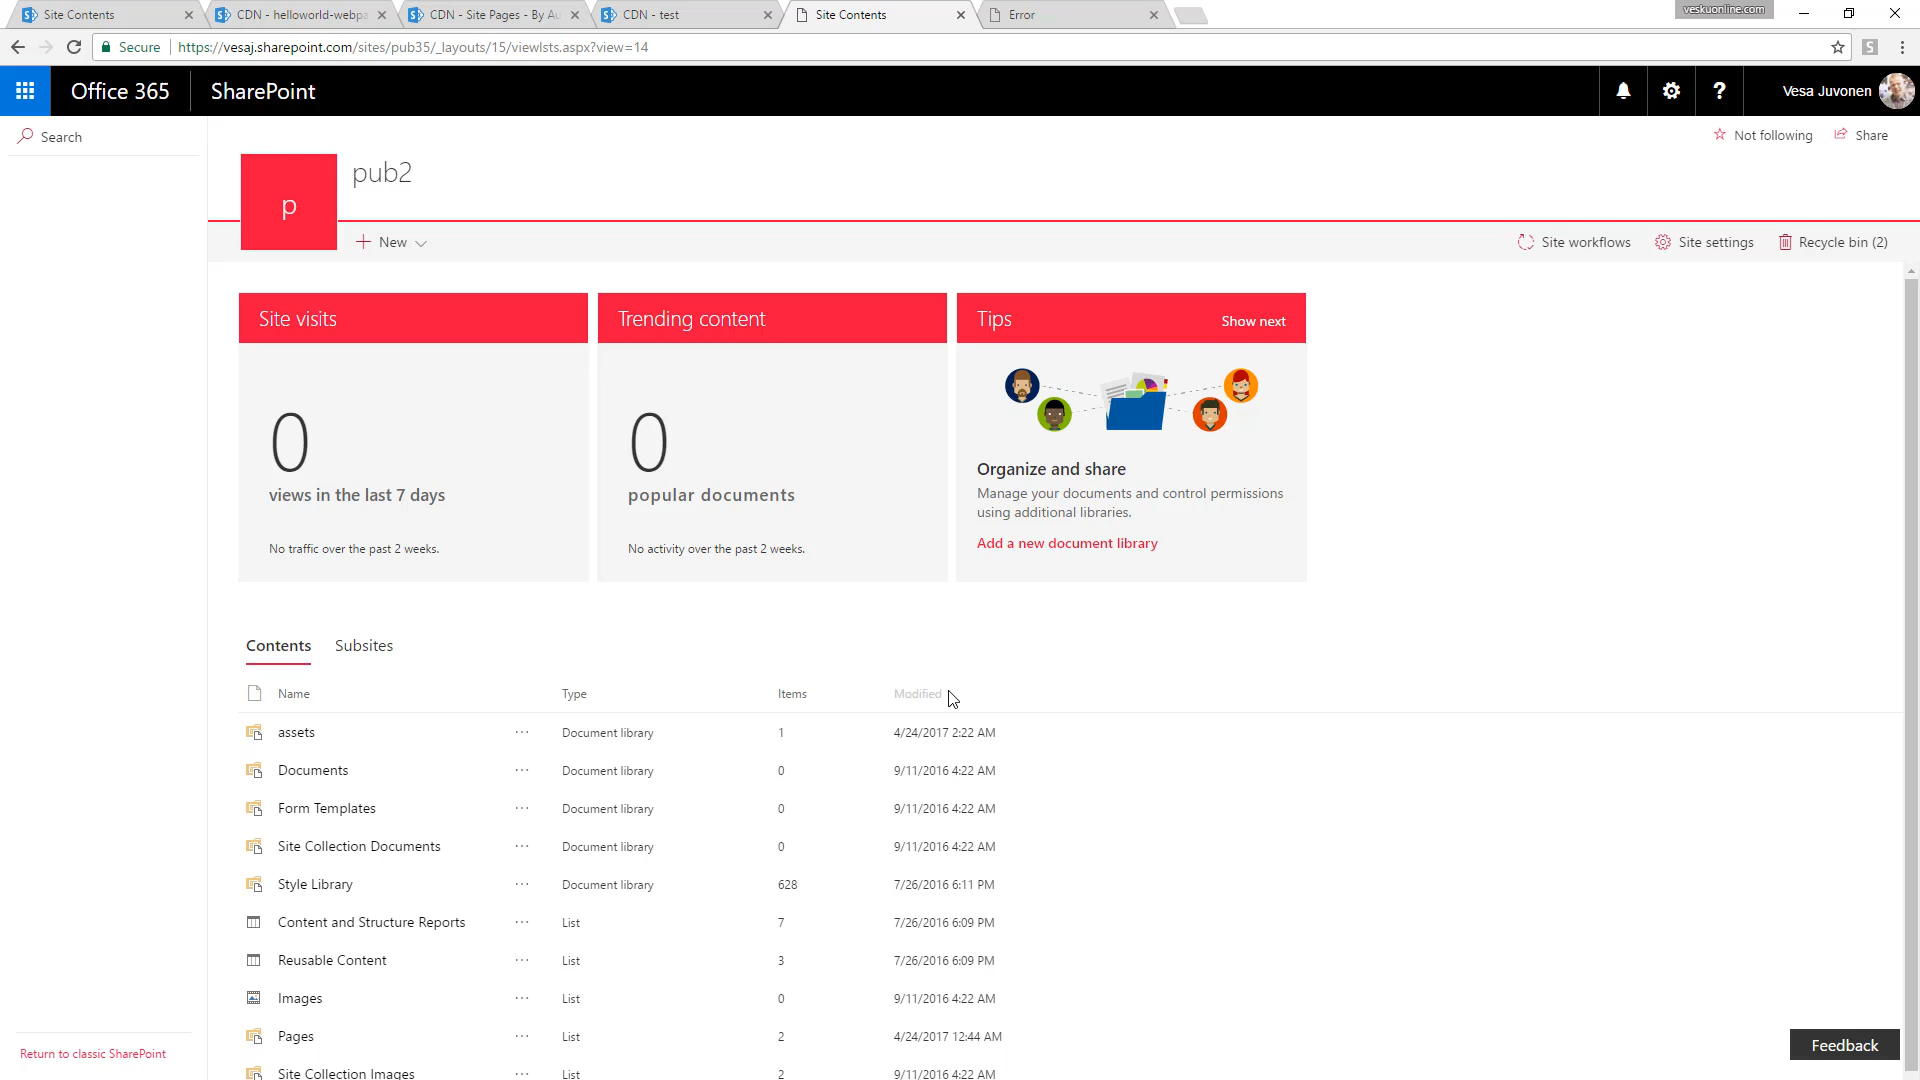 Site Contents
CDN - helloworld-webpa
CDN - Site Pages - By Au
CDN - test
Site Contents
Error
veskuonline.com
Secure
https://vesaj.sharepoint.com/sites/pub35/_layouts/15/viewlsts.aspx?view=14
S
Office 365
SharePoint
?
Vesa Juvonen
Search
Not following
Share
p
pub2
New
Site workflows
Site settings
Recycle bin (2)
Site visits
0
views in the last 7 days
No traffic over the past 2 weeks.
Trending content
0
popular documents
No activity over the past 2 weeks.
Tips
Show next
Organize and share
Manage your documents and control permissions
using additional libraries.
Add a new document library
Contents
Subsites
Name Type Items Modified
assets ··· Document library 1 4/24/2017 2:22 AM
Documents ··· Document library 0 9/11/2016 4:22 AM
Form Templates ··· Document library 0 9/11/2016 4:22 AM
Site Collection Documents ··· Document library 0 9/11/2016 4:22 AM
Style Library ··· Document library 628 7/26/2016 6:11 PM
Content and Structure Reports ··· List 7 7/26/2016 6:09 PM
Reusable Content ··· List 3 7/26/2016 6:09 PM
Images ··· List 0 9/11/2016 4:22 AM
Pages ··· List 2 4/24/2017 12:44 AM
Site Collection Images ··· List 2 9/11/2016 4:22 AM
Return to classic SharePoint
Feedback